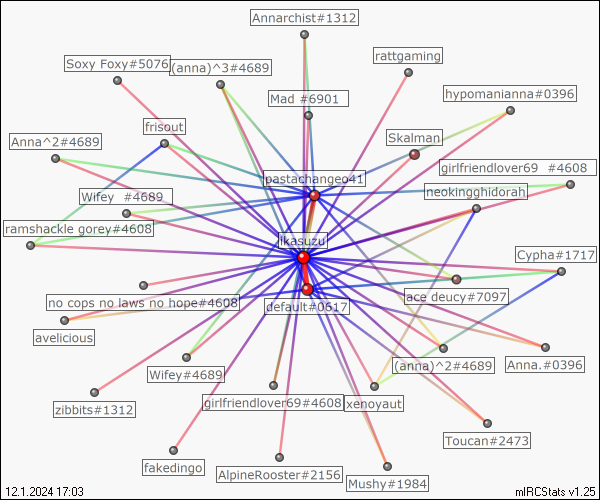 Annarchist#1312
rattgaming
Soxy Foxy#5076
(anna)^3#4689
hypomanianna#0396
Mad #6901
frisout
Skalman
Anna^2#4689
girlfriendlover69 #4608
pastachangeo41
neokingghidorah
Wifey #4689
ramshackle gorey#4608
ikasuzu
Cypha#1717
no cops no laws no hope#4608
ace deucy#7097
default#0617
avelicious
(anna)^2#4689
Anna.#0396
Wifey#4689
zibbits#1312
girlfriendlover69#4608
xenoyaut
Toucan#2473
fakedingo
AlpineRooster#2156
Mushy#1984
12.1.2024 17:03
mIRCStats v1.25